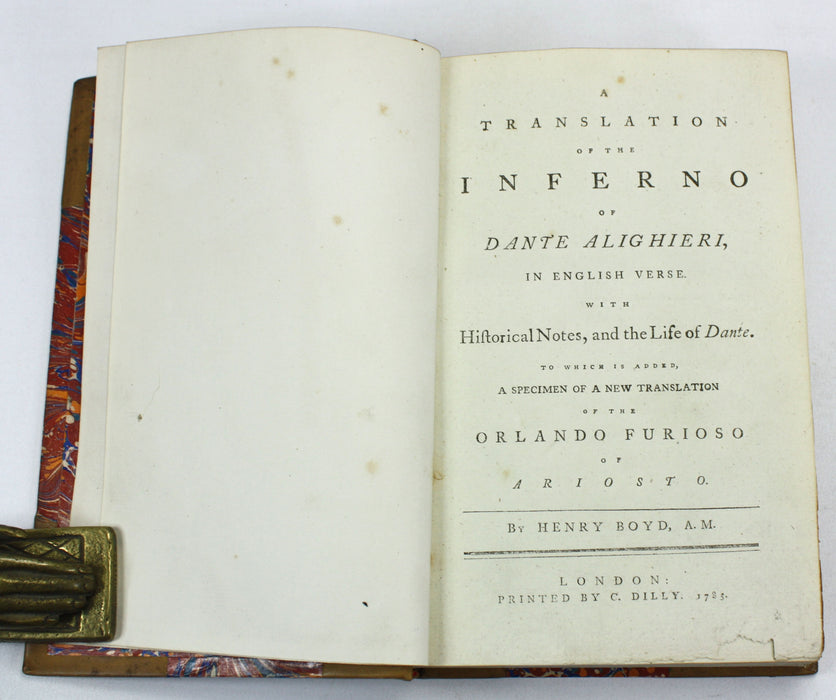 A
TRANSLATION
OF THE
INFERNO
OF
DANTE ALIGHIERI,
IN ENGLISH VERSE.
WITH
Hiſtorical Notes, and the Life of Dante.
TO WHICH IS ADDED,
A SPECIMEN OF A NEW TRANSLATION
OF THE
ORLANDO FURIOSO
OF
ARIOSTO.
BY HENRY BOYD, A. M.
LONDON:
PRINTED BY C. DILLY. 1785.